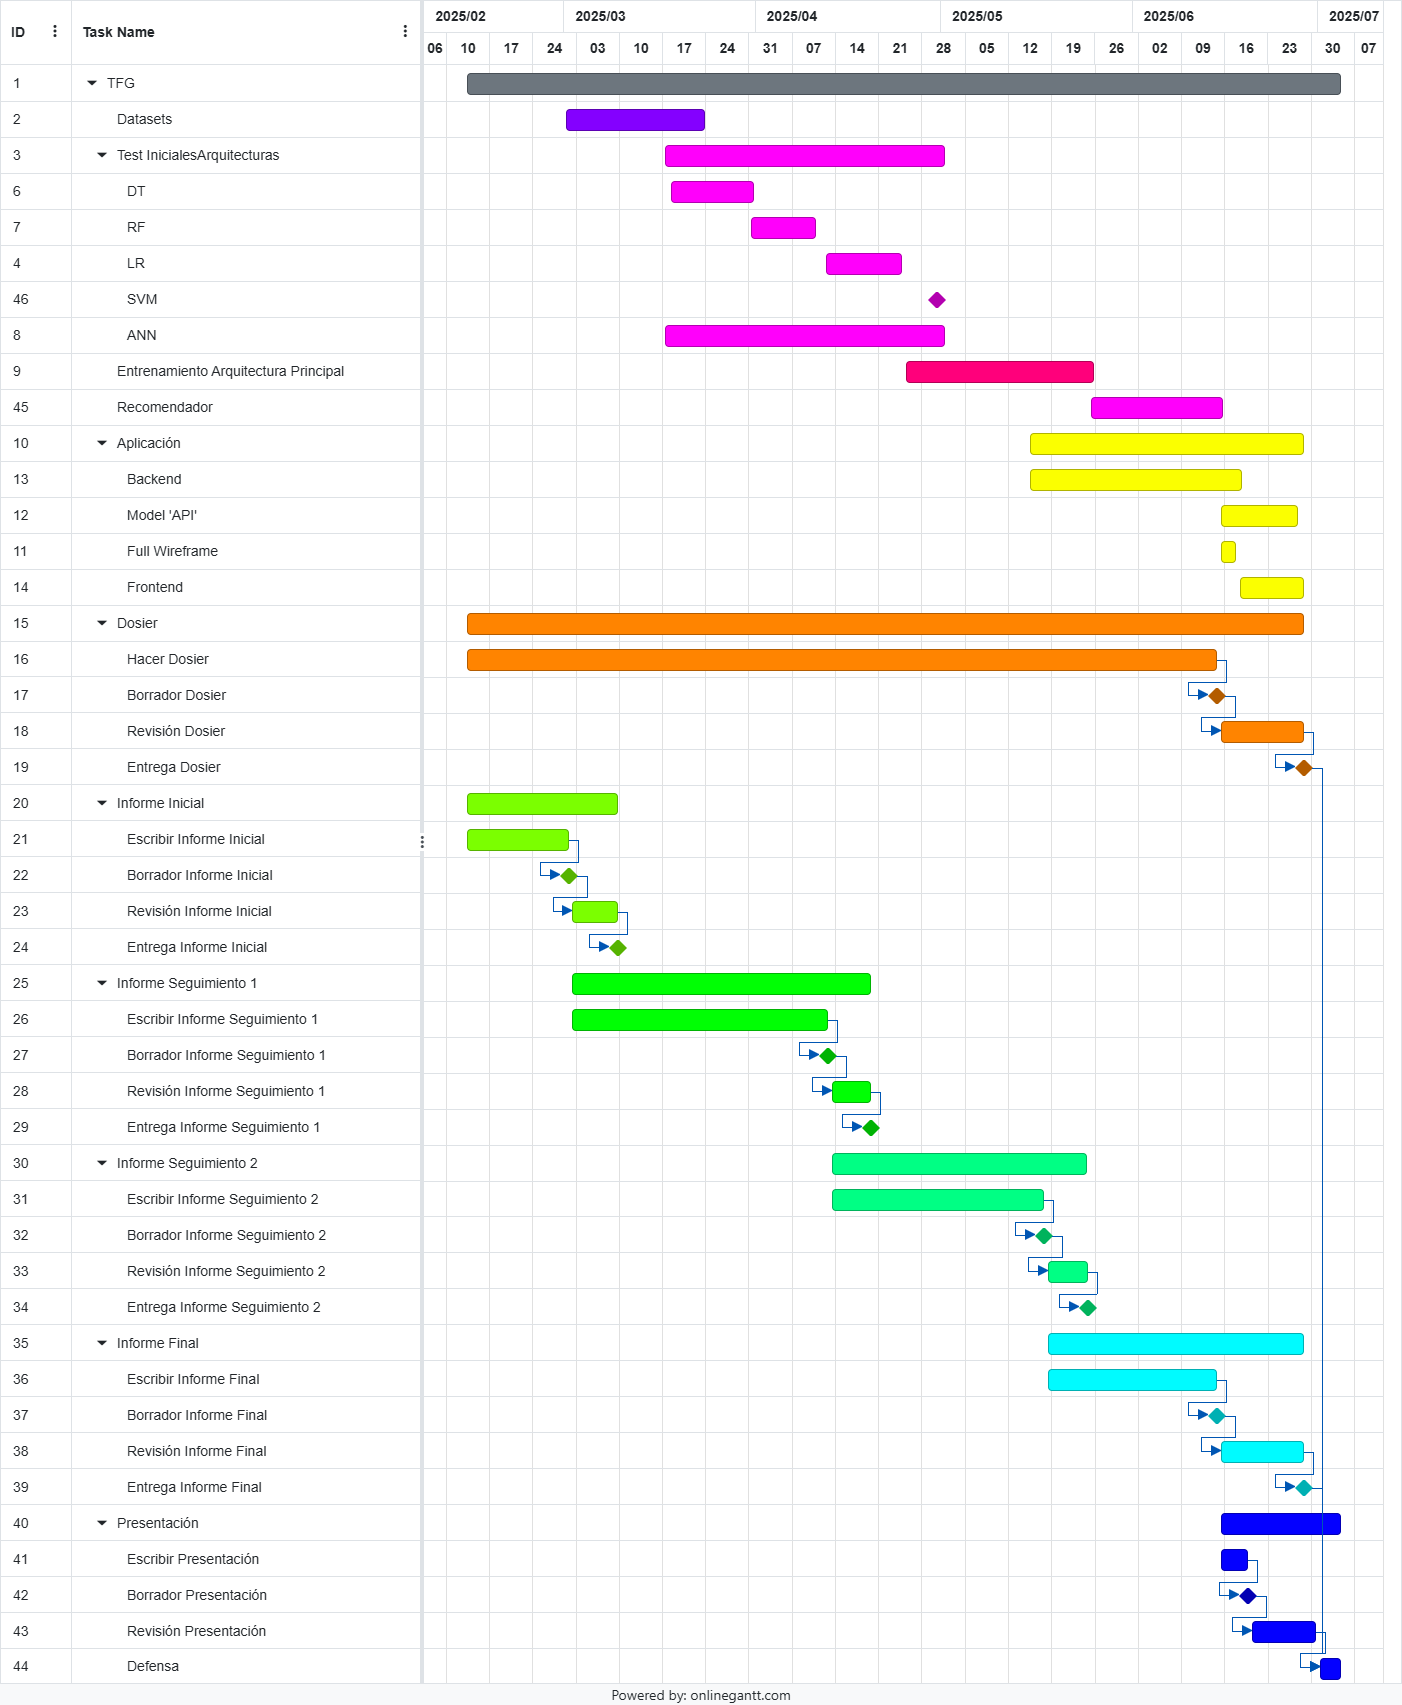 ID Task Name 2025/02 2025/03 2025/04 2025/05 2025/06 2025/07
06 10 17 24 03 10 17 24 31 07 14 21 28 05 12 19 26 02 09 16 23 30 07
1 TFG
2 Datasets
3 Test InicialesArquitecturas
6 DT
7 RF
4 LR
46 SVM
8 ANN
9 Entrenamiento Arquitectura Principal
45 Recomendador
10 Aplicación
13 Backend
12 Model 'API'
11 Full Wireframe
14 Frontend
15 Dosier
16 Hacer Dosier
17 Borrador Dosier
18 Revisión Dosier
19 Entrega Dosier
20 Informe Inicial
21 Escribir Informe Inicial
22 Borrador Informe Inicial
23 Revisión Informe Inicial
24 Entrega Informe Inicial
25 Informe Seguimiento 1
26 Escribir Informe Seguimiento 1
27 Borrador Informe Seguimiento 1
28 Revisión Informe Seguimiento 1
29 Entrega Informe Seguimiento 1
30 Informe Seguimiento 2
31 Escribir Informe Seguimiento 2
32 Borrador Informe Seguimiento 2
33 Revisión Informe Seguimiento 2
34 Entrega Informe Seguimiento 2
35 Informe Final
36 Escribir Informe Final
37 Borrador Informe Final
38 Revisión Informe Final
39 Entrega Informe Final
40 Presentación
41 Escribir Presentación
42 Borrador Presentación
43 Revisión Presentación
44 Defensa
Powered by: onlinegantt.com